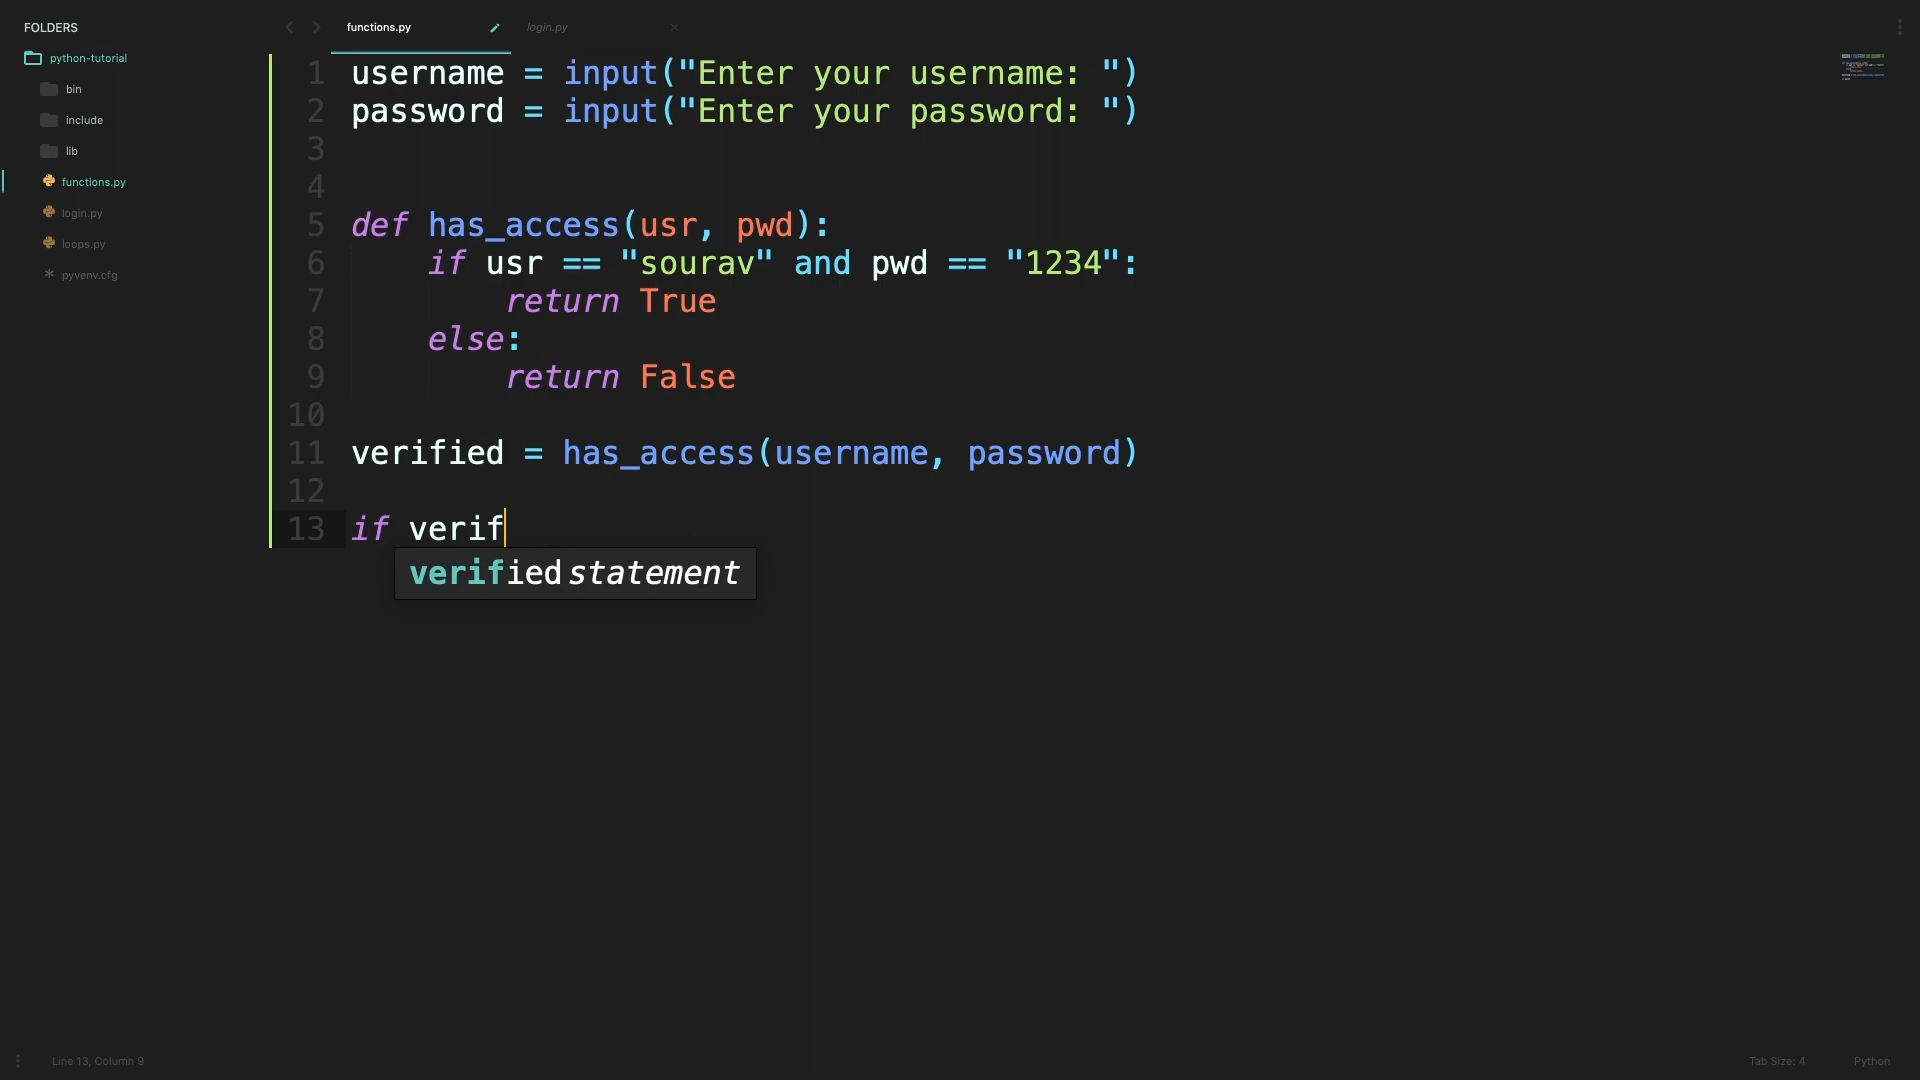 FOLDERS
python-tutorial
bin
include
lib
functions.py
login.py
loops.py
pyvenv.cfg
functions.py
login.py
1 username = input("Enter your username: ")
2 password = input("Enter your password: ")
3
4
5 def has_access(usr, pwd):
6     if usr == "sourav" and pwd == "1234":
7         return True
8     else:
9         return False
10
11 verified = has_access(username, password)
12
13 if verif
verified statement
Line 13, Column 9
Tab Size: 4
Python